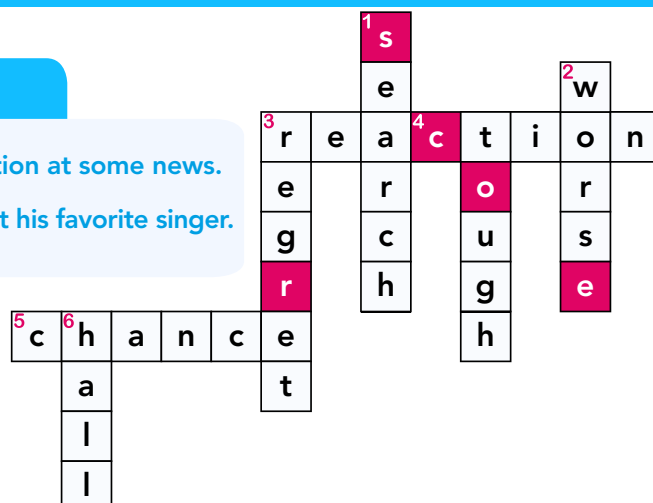 1 s
e 2 w
3 r e a 4 c t i o n
tion at some news.
e r o r
t his favorite singer.
g c u s
r h g e
5 c 6 h a n c e h
a t
l
l